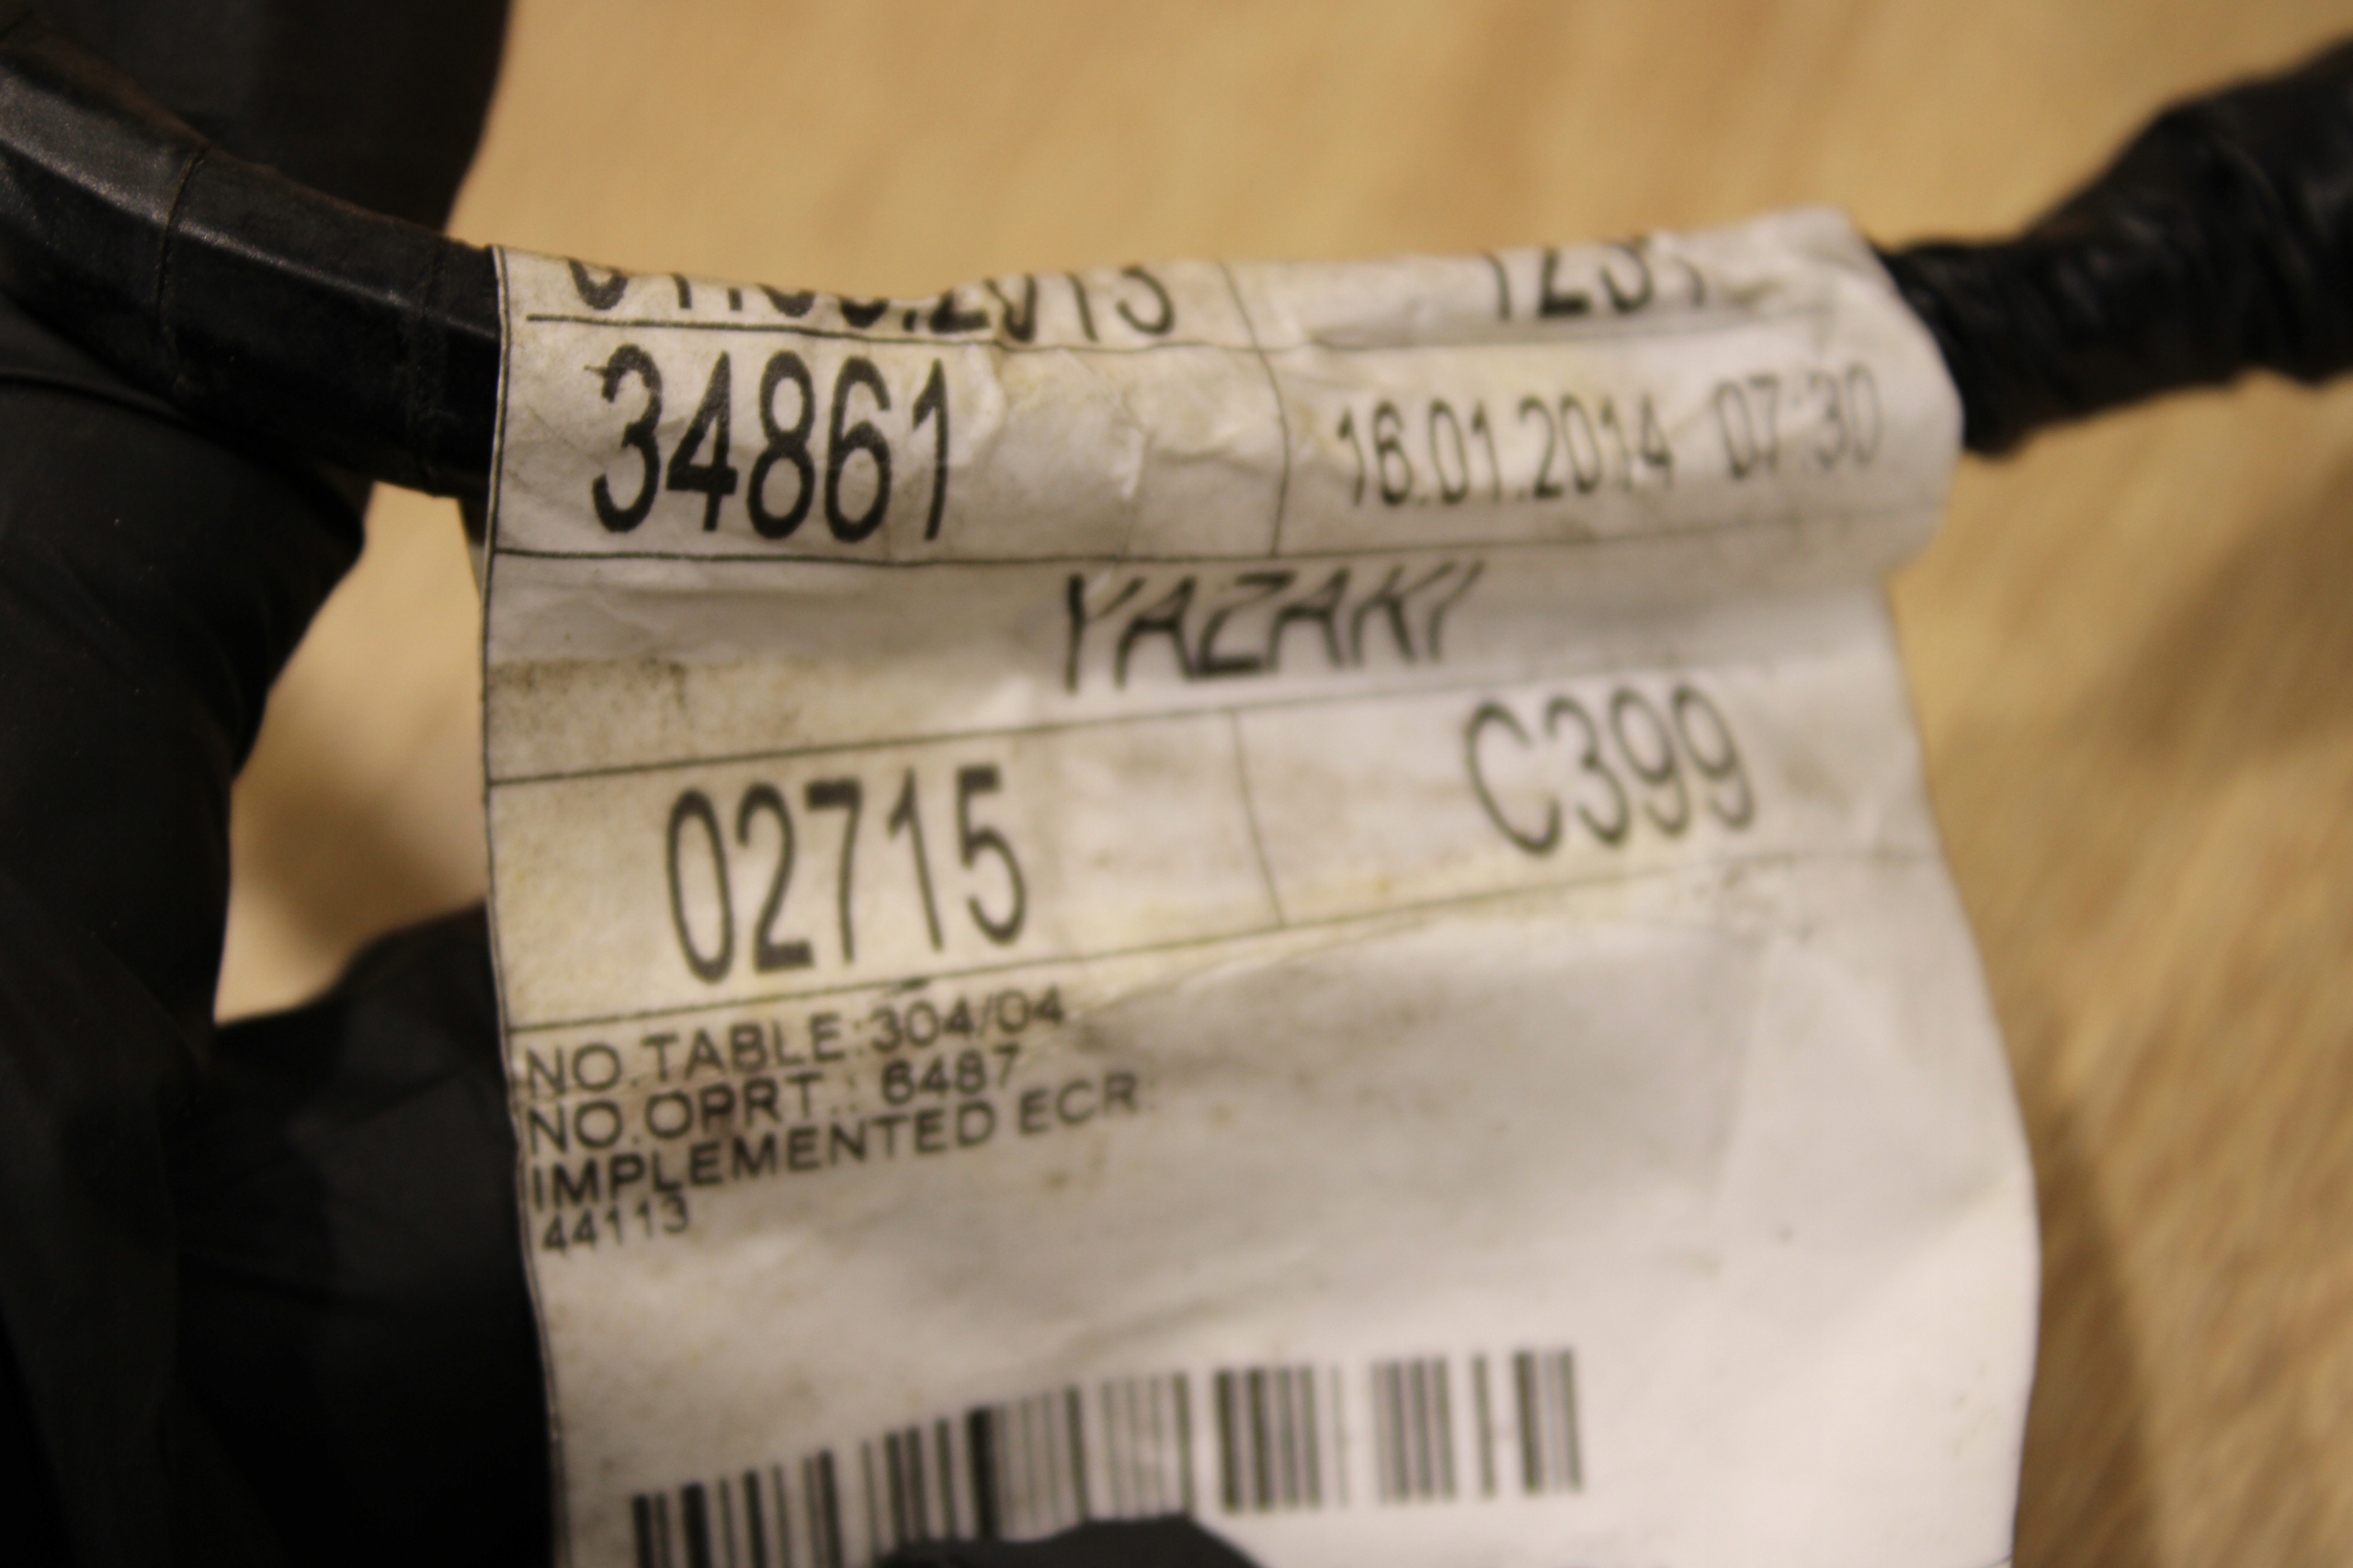 34861 16.01.2014 07:30
YAZAKI
02715 C399
NO.TABLE:304/04
NO.OPRT.: 6487
IMPLEMENTED ECR:
44113